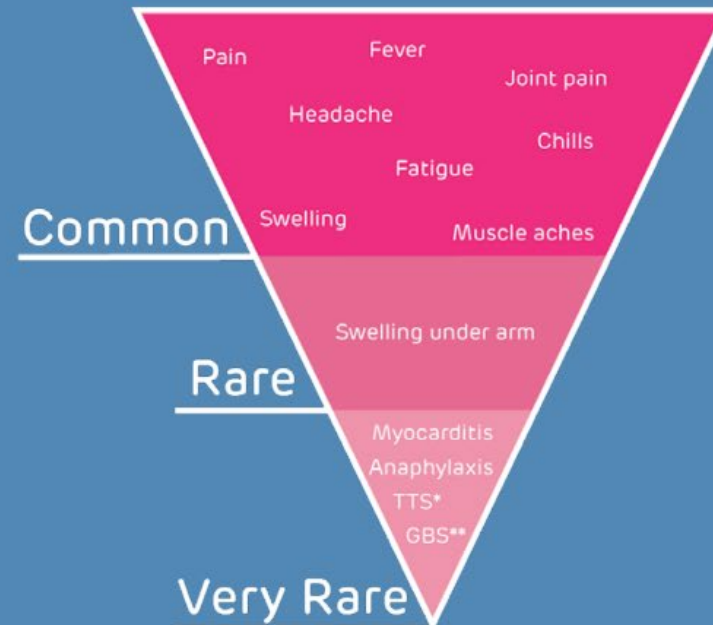 Pain
Fever
Joint pain
Headache
Chills
Fatigue
Swelling
Muscle aches
Common
Swelling under arm
Rare
Myocarditis
Anaphylaxis
TTS*
GBS**
Very Rare